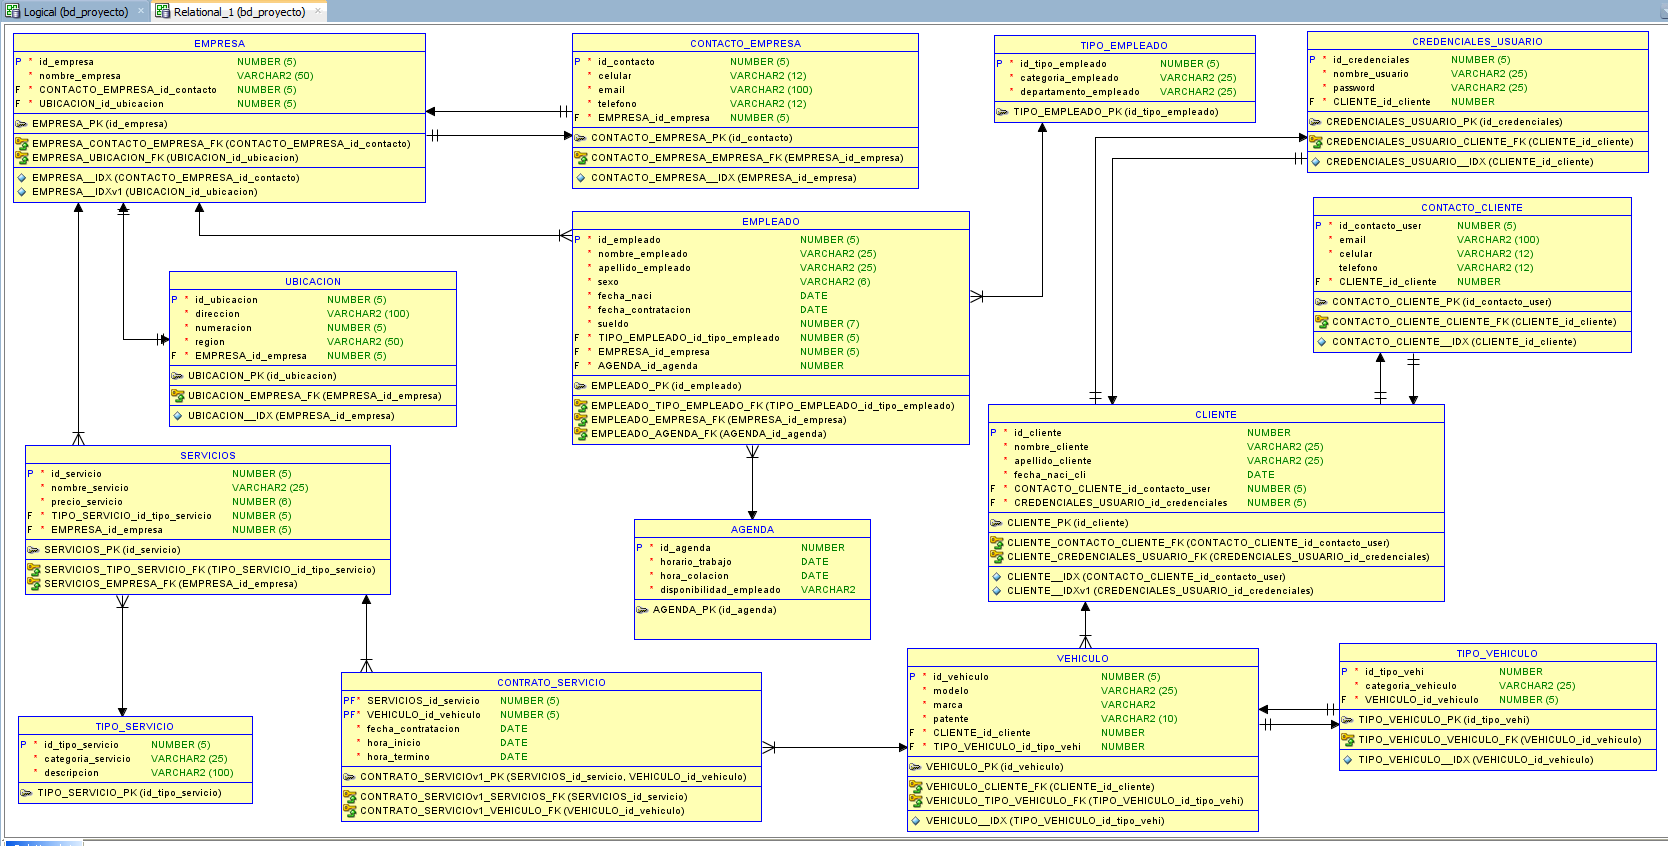 Logical (bd_proyecto)
Relational_1 (bd_proyecto)
EMPRESA
P * id_empresa NUMBER (5)
* nombre_empresa VARCHAR2 (50)
F * CONTACTO_EMPRESA_id_contacto NUMBER (5)
F * UBICACION_id_ubicacion NUMBER (5)
EMPRESA_PK (id_empresa)
EMPRESA_CONTACTO_EMPRESA_FK (CONTACTO_EMPRESA_id_contacto)
EMPRESA_UBICACION_FK (UBICACION_id_ubicacion)
EMPRESA__IDX (CONTACTO_EMPRESA_id_contacto)
EMPRESA__IDXv1 (UBICACION_id_ubicacion)
CONTACTO_EMPRESA
P * id_contacto NUMBER (5)
* celular VARCHAR2 (12)
* email VARCHAR2 (100)
* telefono VARCHAR2 (12)
F * EMPRESA_id_empresa NUMBER (5)
CONTACTO_EMPRESA_PK (id_contacto)
CONTACTO_EMPRESA_EMPRESA_FK (EMPRESA_id_empresa)
CONTACTO_EMPRESA__IDX (EMPRESA_id_empresa)
TIPO_EMPLEADO
P * id_tipo_empleado NUMBER (5)
* categoria_empleado VARCHAR2 (25)
* departamento_empleado VARCHAR2 (25)
TIPO_EMPLEADO_PK (id_tipo_empleado)
CREDENCIALES_USUARIO
P * id_credenciales NUMBER (5)
* nombre_usuario VARCHAR2 (25)
* password VARCHAR2 (25)
F * CLIENTE_id_cliente NUMBER
CREDENCIALES_USUARIO_PK (id_credenciales)
CREDENCIALES_USUARIO_CLIENTE_FK (CLIENTE_id_cliente)
CREDENCIALES_USUARIO__IDX (CLIENTE_id_cliente)
CONTACTO_CLIENTE
P * id_contacto_user NUMBER (5)
* email VARCHAR2 (100)
* celular VARCHAR2 (12)
telefono VARCHAR2 (12)
F * CLIENTE_id_cliente NUMBER
CONTACTO_CLIENTE_PK (id_contacto_user)
CONTACTO_CLIENTE_CLIENTE_FK (CLIENTE_id_cliente)
CONTACTO_CLIENTE__IDX (CLIENTE_id_cliente)
EMPLEADO
P * id_empleado NUMBER (5)
* nombre_empleado VARCHAR2 (25)
* apellido_empleado VARCHAR2 (25)
* sexo VARCHAR2 (6)
* fecha_naci DATE
* fecha_contratacion DATE
* sueldo NUMBER (7)
F * TIPO_EMPLEADO_id_tipo_empleado NUMBER (5)
F * EMPRESA_id_empresa NUMBER (5)
F * AGENDA_id_agenda NUMBER
EMPLEADO_PK (id_empleado)
EMPLEADO_TIPO_EMPLEADO_FK (TIPO_EMPLEADO_id_tipo_empleado)
EMPLEADO_EMPRESA_FK (EMPRESA_id_empresa)
EMPLEADO_AGENDA_FK (AGENDA_id_agenda)
UBICACION
P * id_ubicacion NUMBER (5)
* direccion VARCHAR2 (100)
* numeracion NUMBER (5)
* region VARCHAR2 (50)
F * EMPRESA_id_empresa NUMBER (5)
UBICACION_PK (id_ubicacion)
UBICACION_EMPRESA_FK (EMPRESA_id_empresa)
UBICACION__IDX (EMPRESA_id_empresa)
SERVICIOS
P * id_servicio NUMBER (5)
* nombre_servicio VARCHAR2 (25)
* precio_servicio NUMBER (6)
F * TIPO_SERVICIO_id_tipo_servicio NUMBER (5)
F * EMPRESA_id_empresa NUMBER (5)
SERVICIOS_PK (id_servicio)
SERVICIOS_TIPO_SERVICIO_FK (TIPO_SERVICIO_id_tipo_servicio)
SERVICIOS_EMPRESA_FK (EMPRESA_id_empresa)
AGENDA
P * id_agenda NUMBER
* horario_trabajo DATE
* hora_colacion DATE
* disponibilidad_empleado VARCHAR2
AGENDA_PK (id_agenda)
CLIENTE
P * id_cliente NUMBER
* nombre_cliente VARCHAR2 (25)
* apellido_cliente VARCHAR2 (25)
* fecha_naci_cli DATE
F * CONTACTO_CLIENTE_id_contacto_user NUMBER (5)
F * CREDENCIALES_USUARIO_id_credenciales NUMBER (5)
CLIENTE_PK (id_cliente)
CLIENTE_CONTACTO_CLIENTE_FK (CONTACTO_CLIENTE_id_contacto_user)
CLIENTE_CREDENCIALES_USUARIO_FK (CREDENCIALES_USUARIO_id_credenciales)
CLIENTE__IDX (CONTACTO_CLIENTE_id_contacto_user)
CLIENTE__IDXv1 (CREDENCIALES_USUARIO_id_credenciales)
TIPO_SERVICIO
P * id_tipo_servicio NUMBER (5)
* categoria_servicio VARCHAR2 (25)
* descripcion VARCHAR2 (100)
TIPO_SERVICIO_PK (id_tipo_servicio)
CONTRATO_SERVICIO
PF* SERVICIOS_id_servicio NUMBER (5)
PF* VEHICULO_id_vehiculo NUMBER (5)
* fecha_contratacion DATE
* hora_inicio DATE
* hora_termino DATE
CONTRATO_SERVICIOv1_PK (SERVICIOS_id_servicio, VEHICULO_id_vehiculo)
CONTRATO_SERVICIOv1_SERVICIOS_FK (SERVICIOS_id_servicio)
CONTRATO_SERVICIOv1_VEHICULO_FK (VEHICULO_id_vehiculo)
VEHICULO
P * id_vehiculo NUMBER (5)
* modelo VARCHAR2 (25)
* marca VARCHAR2
* patente VARCHAR2 (10)
F * CLIENTE_id_cliente NUMBER
F * TIPO_VEHICULO_id_tipo_vehi NUMBER
VEHICULO_PK (id_vehiculo)
VEHICULO_CLIENTE_FK (CLIENTE_id_cliente)
VEHICULO_TIPO_VEHICULO_FK (TIPO_VEHICULO_id_tipo_vehi)
VEHICULO__IDX (TIPO_VEHICULO_id_tipo_vehi)
TIPO_VEHICULO
P * id_tipo_vehi NUMBER
* categoria_vehiculo VARCHAR2 (25)
F * VEHICULO_id_vehiculo NUMBER (5)
TIPO_VEHICULO_PK (id_tipo_vehi)
TIPO_VEHICULO_VEHICULO_FK (VEHICULO_id_vehiculo)
TIPO_VEHICULO__IDX (VEHICULO_id_vehiculo)